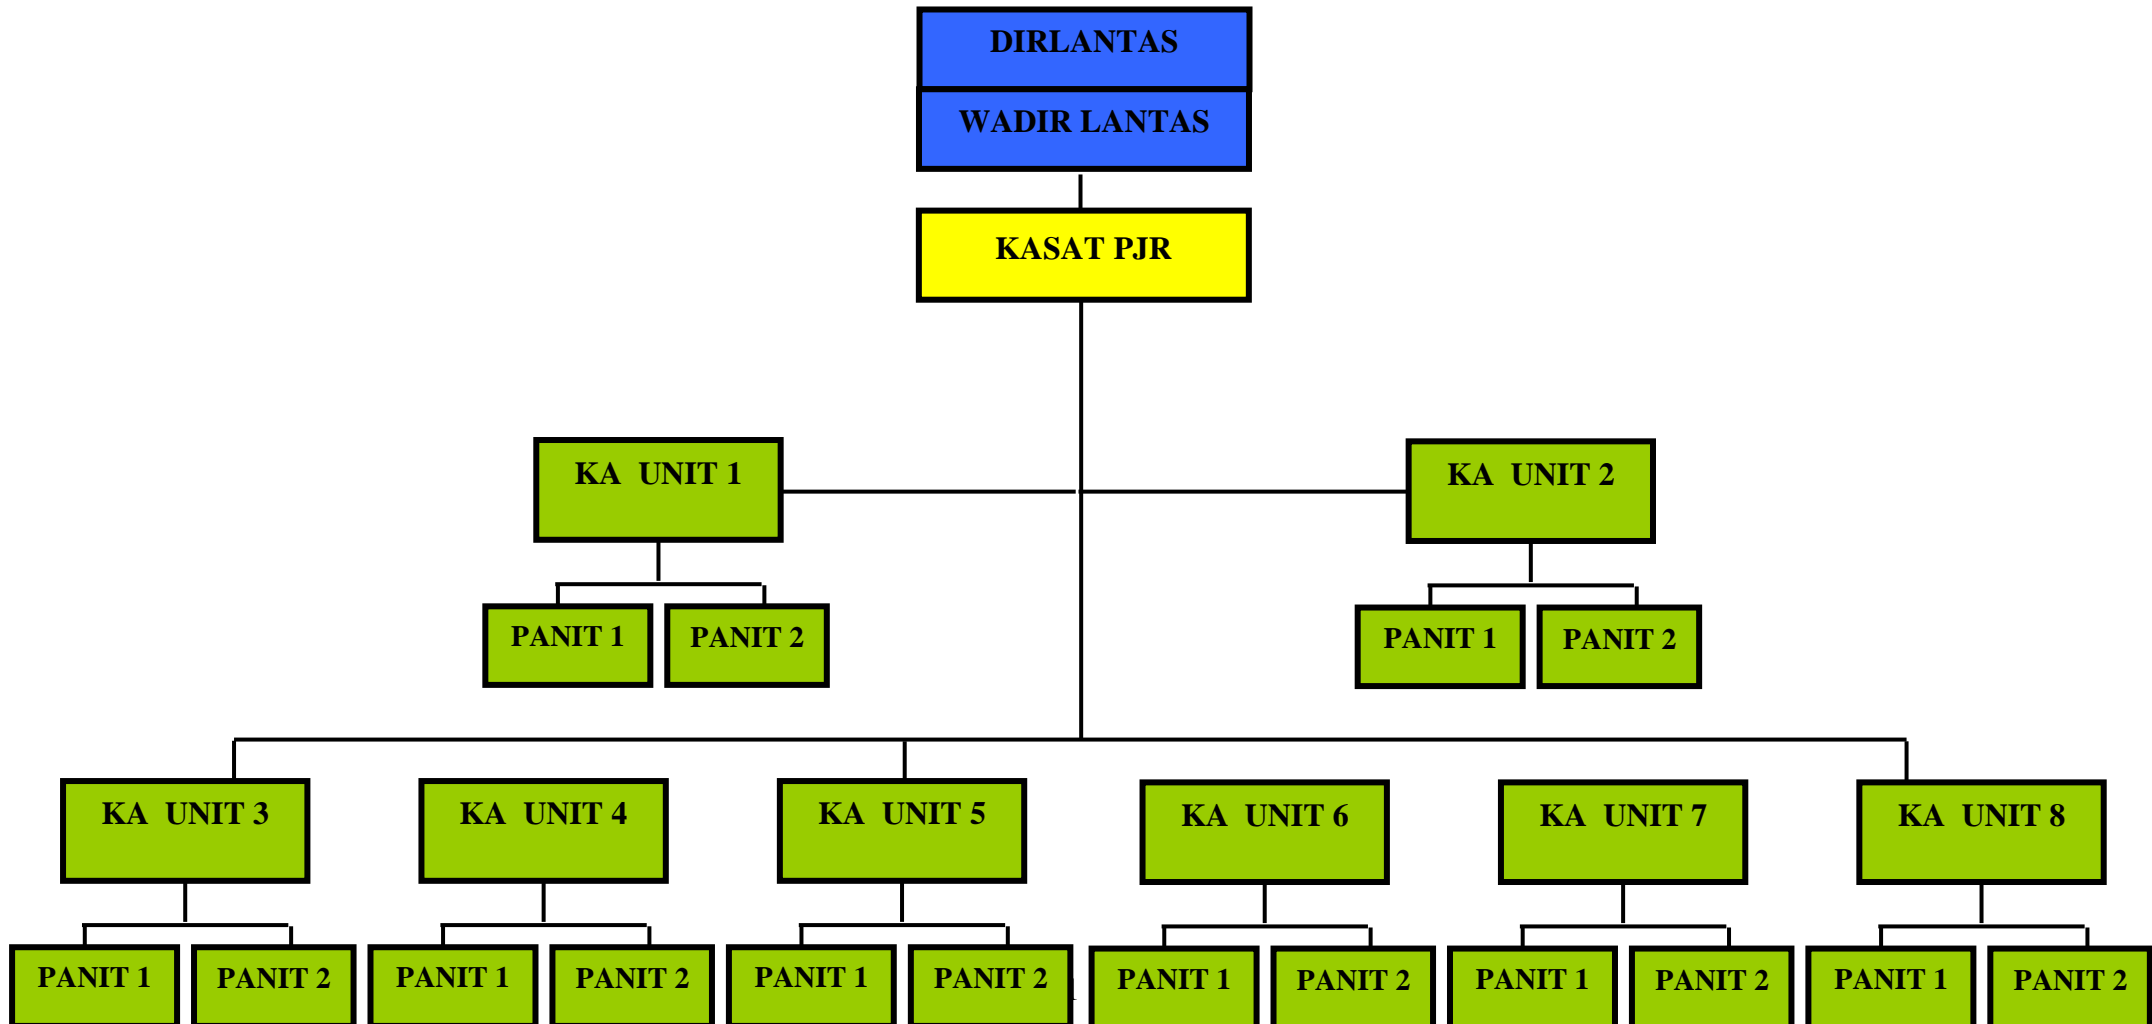 DIRLANTAS
WADIR LANTAS
KASAT PJR
KA UNIT 1
KA UNIT 2
PANIT 1
PANIT 2
PANIT 1
PANIT 2
KA UNIT 3
KA UNIT 4
KA UNIT 5
KA UNIT 6
KA UNIT 7
KA UNIT 8
PANIT 1
PANIT 2
PANIT 1
PANIT 2
PANIT 1
PANIT 2
PANIT 1
PANIT 2
PANIT 1
PANIT 2
PANIT 1
PANIT 2